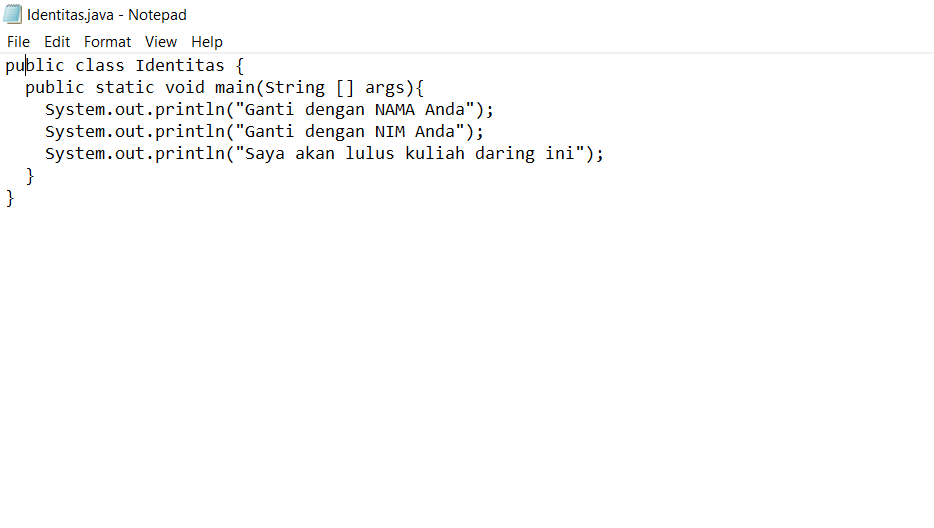 Identitas.java - Notepad
File Edit Format View Help
public class Identitas {
  public static void main(String [] args){
    System.out.println("Ganti dengan NAMA Anda");
    System.out.println("Ganti dengan NIM Anda");
    System.out.println("Saya akan lulus kuliah daring ini");
  }
}